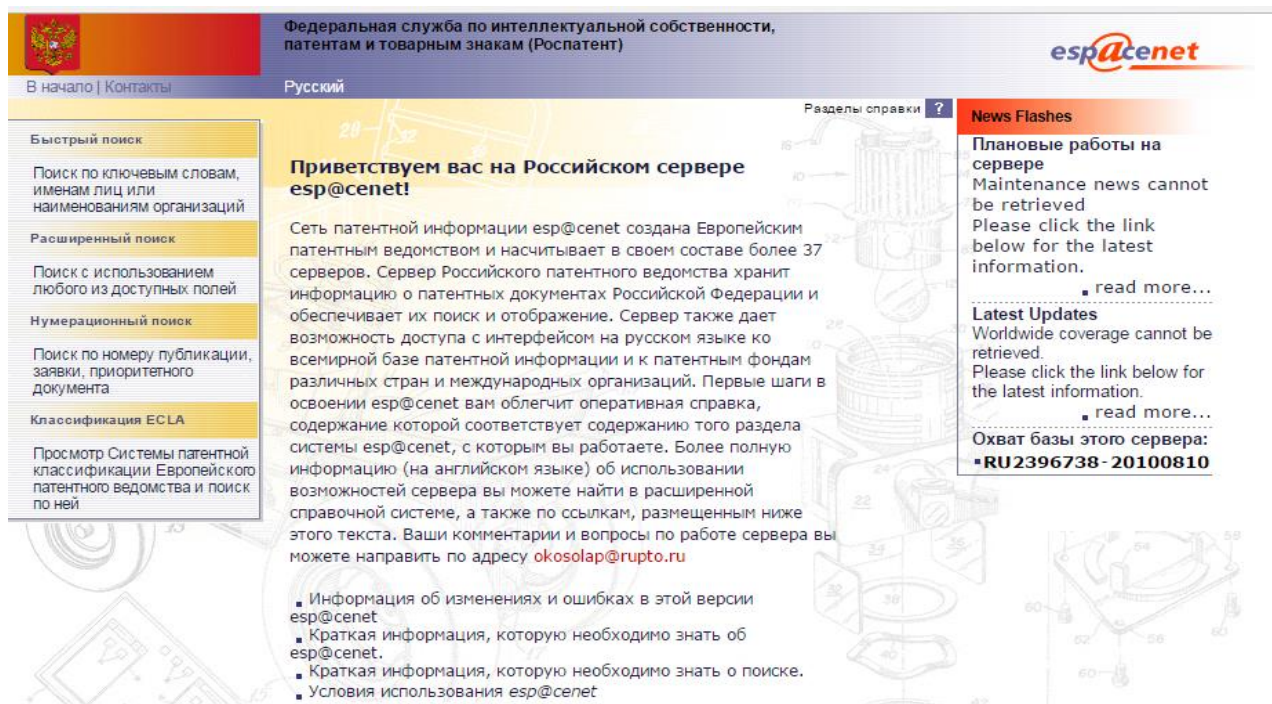 Федеральная служба по интеллектуальной собственности,
патентам и товарным знакам (Роспатент)
espacenet
В начало | Контакты
Русский
Разделы справки ?
Быстрый поиск
Поиск по ключевым словам,
именам лиц или
наименованиям организаций
Расширенный поиск
Поиск с использованием
любого из доступных полей
Нумерационный поиск
Поиск по номеру публикации,
заявки, приоритетного
документа
Классификация ECLA
Просмотр Системы патентной
классификации Европейского
патентного ведомства и поиск
по ней
Приветствуем вас на Российском сервере
esp@cenet!
Сеть патентной информации esp@cenet создана Европейским
патентным ведомством и насчитывает в своем составе более 37
серверов. Сервер Российского патентного ведомства хранит
информацию о патентных документах Российской Федерации и
обеспечивает их поиск и отображение. Сервер также дает
возможность доступа с интерфейсом на русском языке ко
всемирной базе патентной информации и к патентным фондам
различных стран и международных организаций. Первые шаги в
освоении esp@cenet вам облегчит оперативная справка,
содержание которой соответствует содержанию того раздела
системы esp@cenet, с которым вы работаете. Более полную
информацию (на английском языке) об использовании
возможностей сервера вы можете найти в расширенной
справочной системе, а также по ссылкам, размещенным ниже
этого текста. Ваши комментарии и вопросы по работе сервера вы
можете направить по адресу okosolap@rupto.ru
Информация об изменениях и ошибках в этой версии
esp@cenet
Краткая информация, которую необходимо знать об
esp@cenet.
Краткая информация, которую необходимо знать о поиске.
Условия использования esp@cenet
News Flashes
Плановые работы на
сервере
Maintenance news cannot
be retrieved
Please click the link
below for the latest
information.
read more...
Latest Updates
Worldwide coverage cannot be
retrieved.
Please click the link below for
the latest information.
read more...
Охват базы этого сервера:
RU2396738-20100810